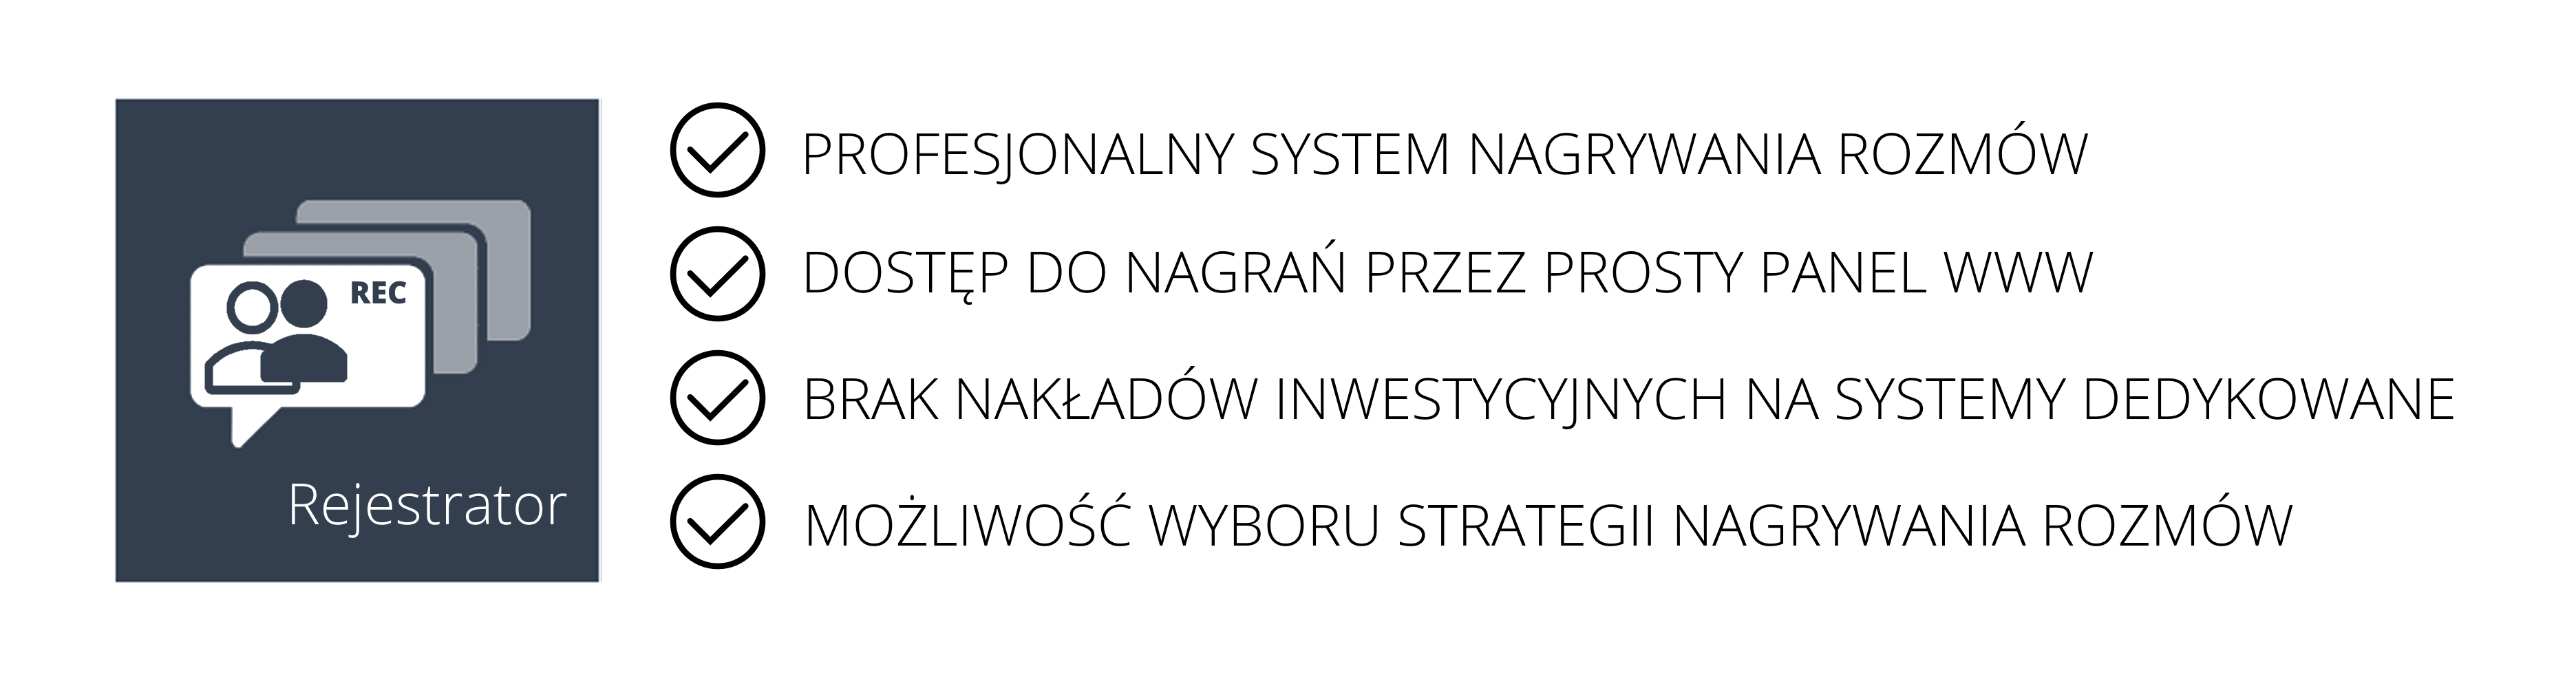 REC
Rejestrator
PROFESJONALNY SYSTEM NAGRYWANIA ROZMÓW
DOSTĘP DO NAGRAŃ PRZEZ PROSTY PANEL WWW
BRAK NAKŁADÓW INWESTYCYJNYCH NA SYSTEMY DEDYKOWANE
MOŻLIWOŚĆ WYBORU STRATEGII NAGRYWANIA ROZMÓW